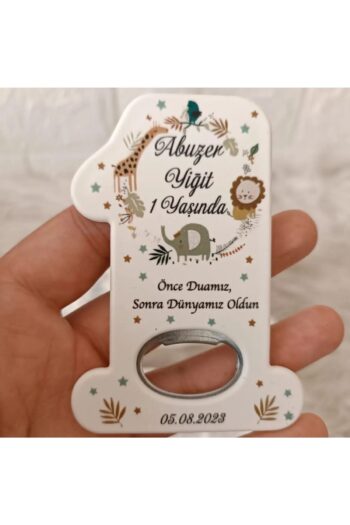 Abuzer
Yiğit
1 Yaşında
Önce Duamız,
Sonra Dünyamız Oldun
05.08.2023